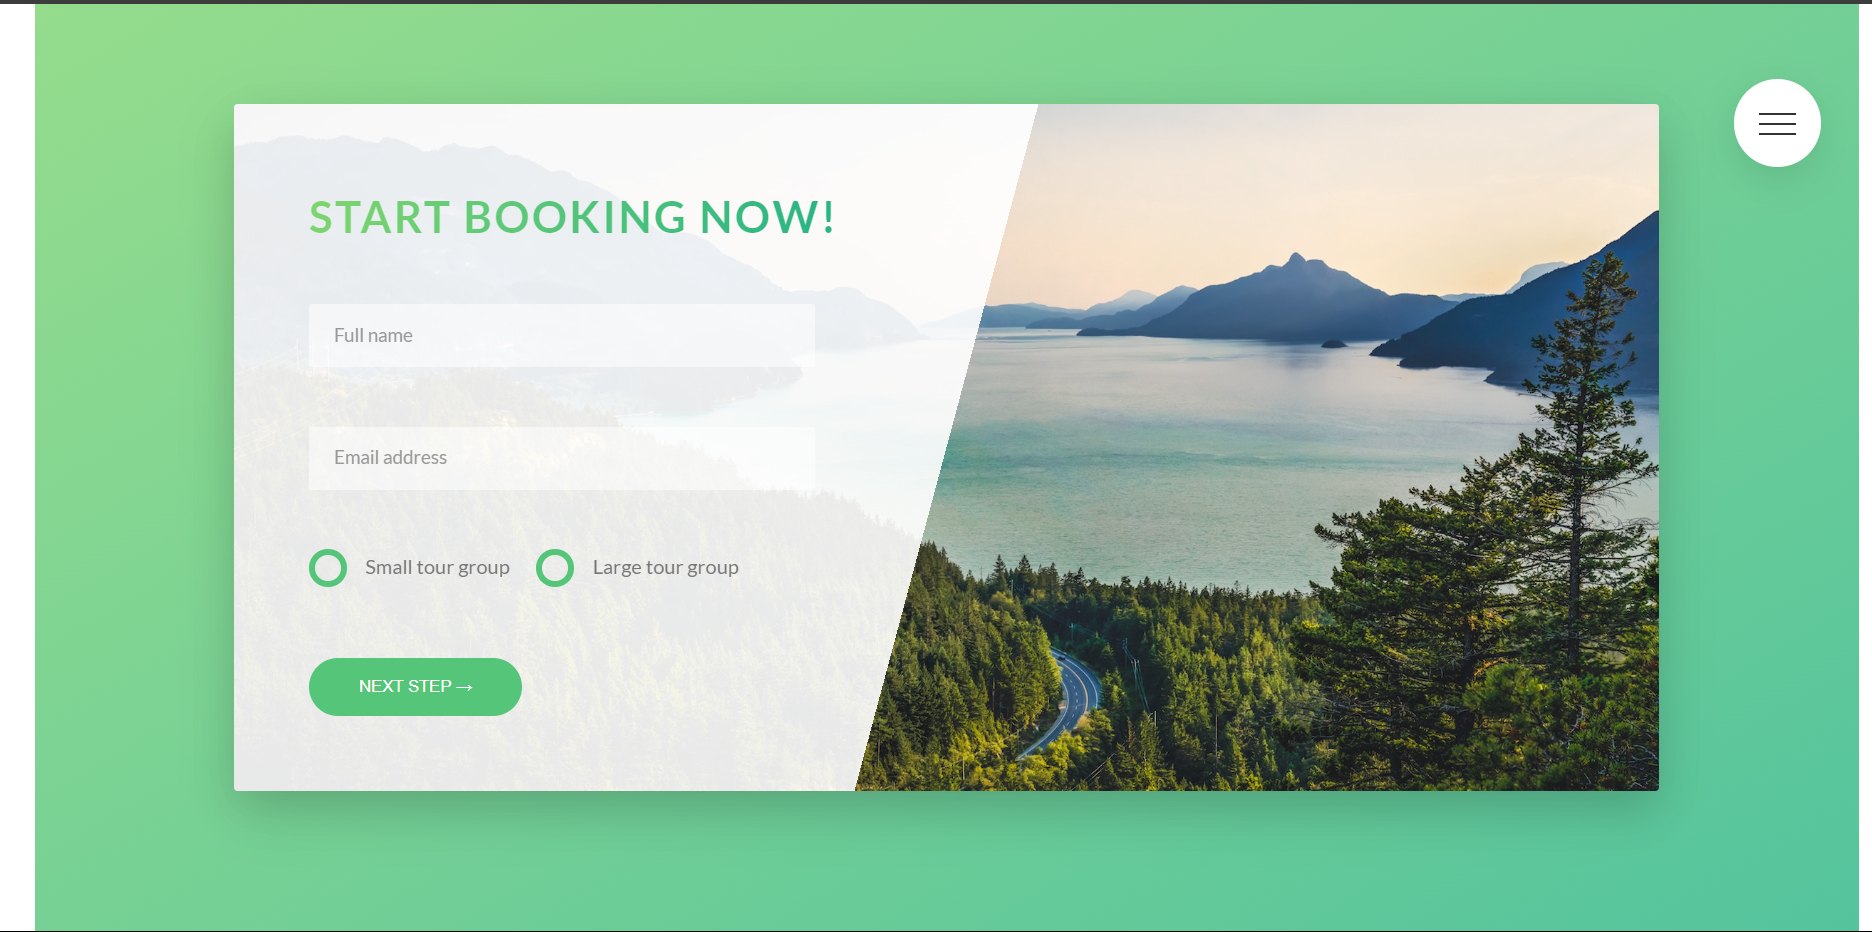 START BOOKING NOW!
Full name
Email address
Small tour group Large tour group
NEXT STEP →